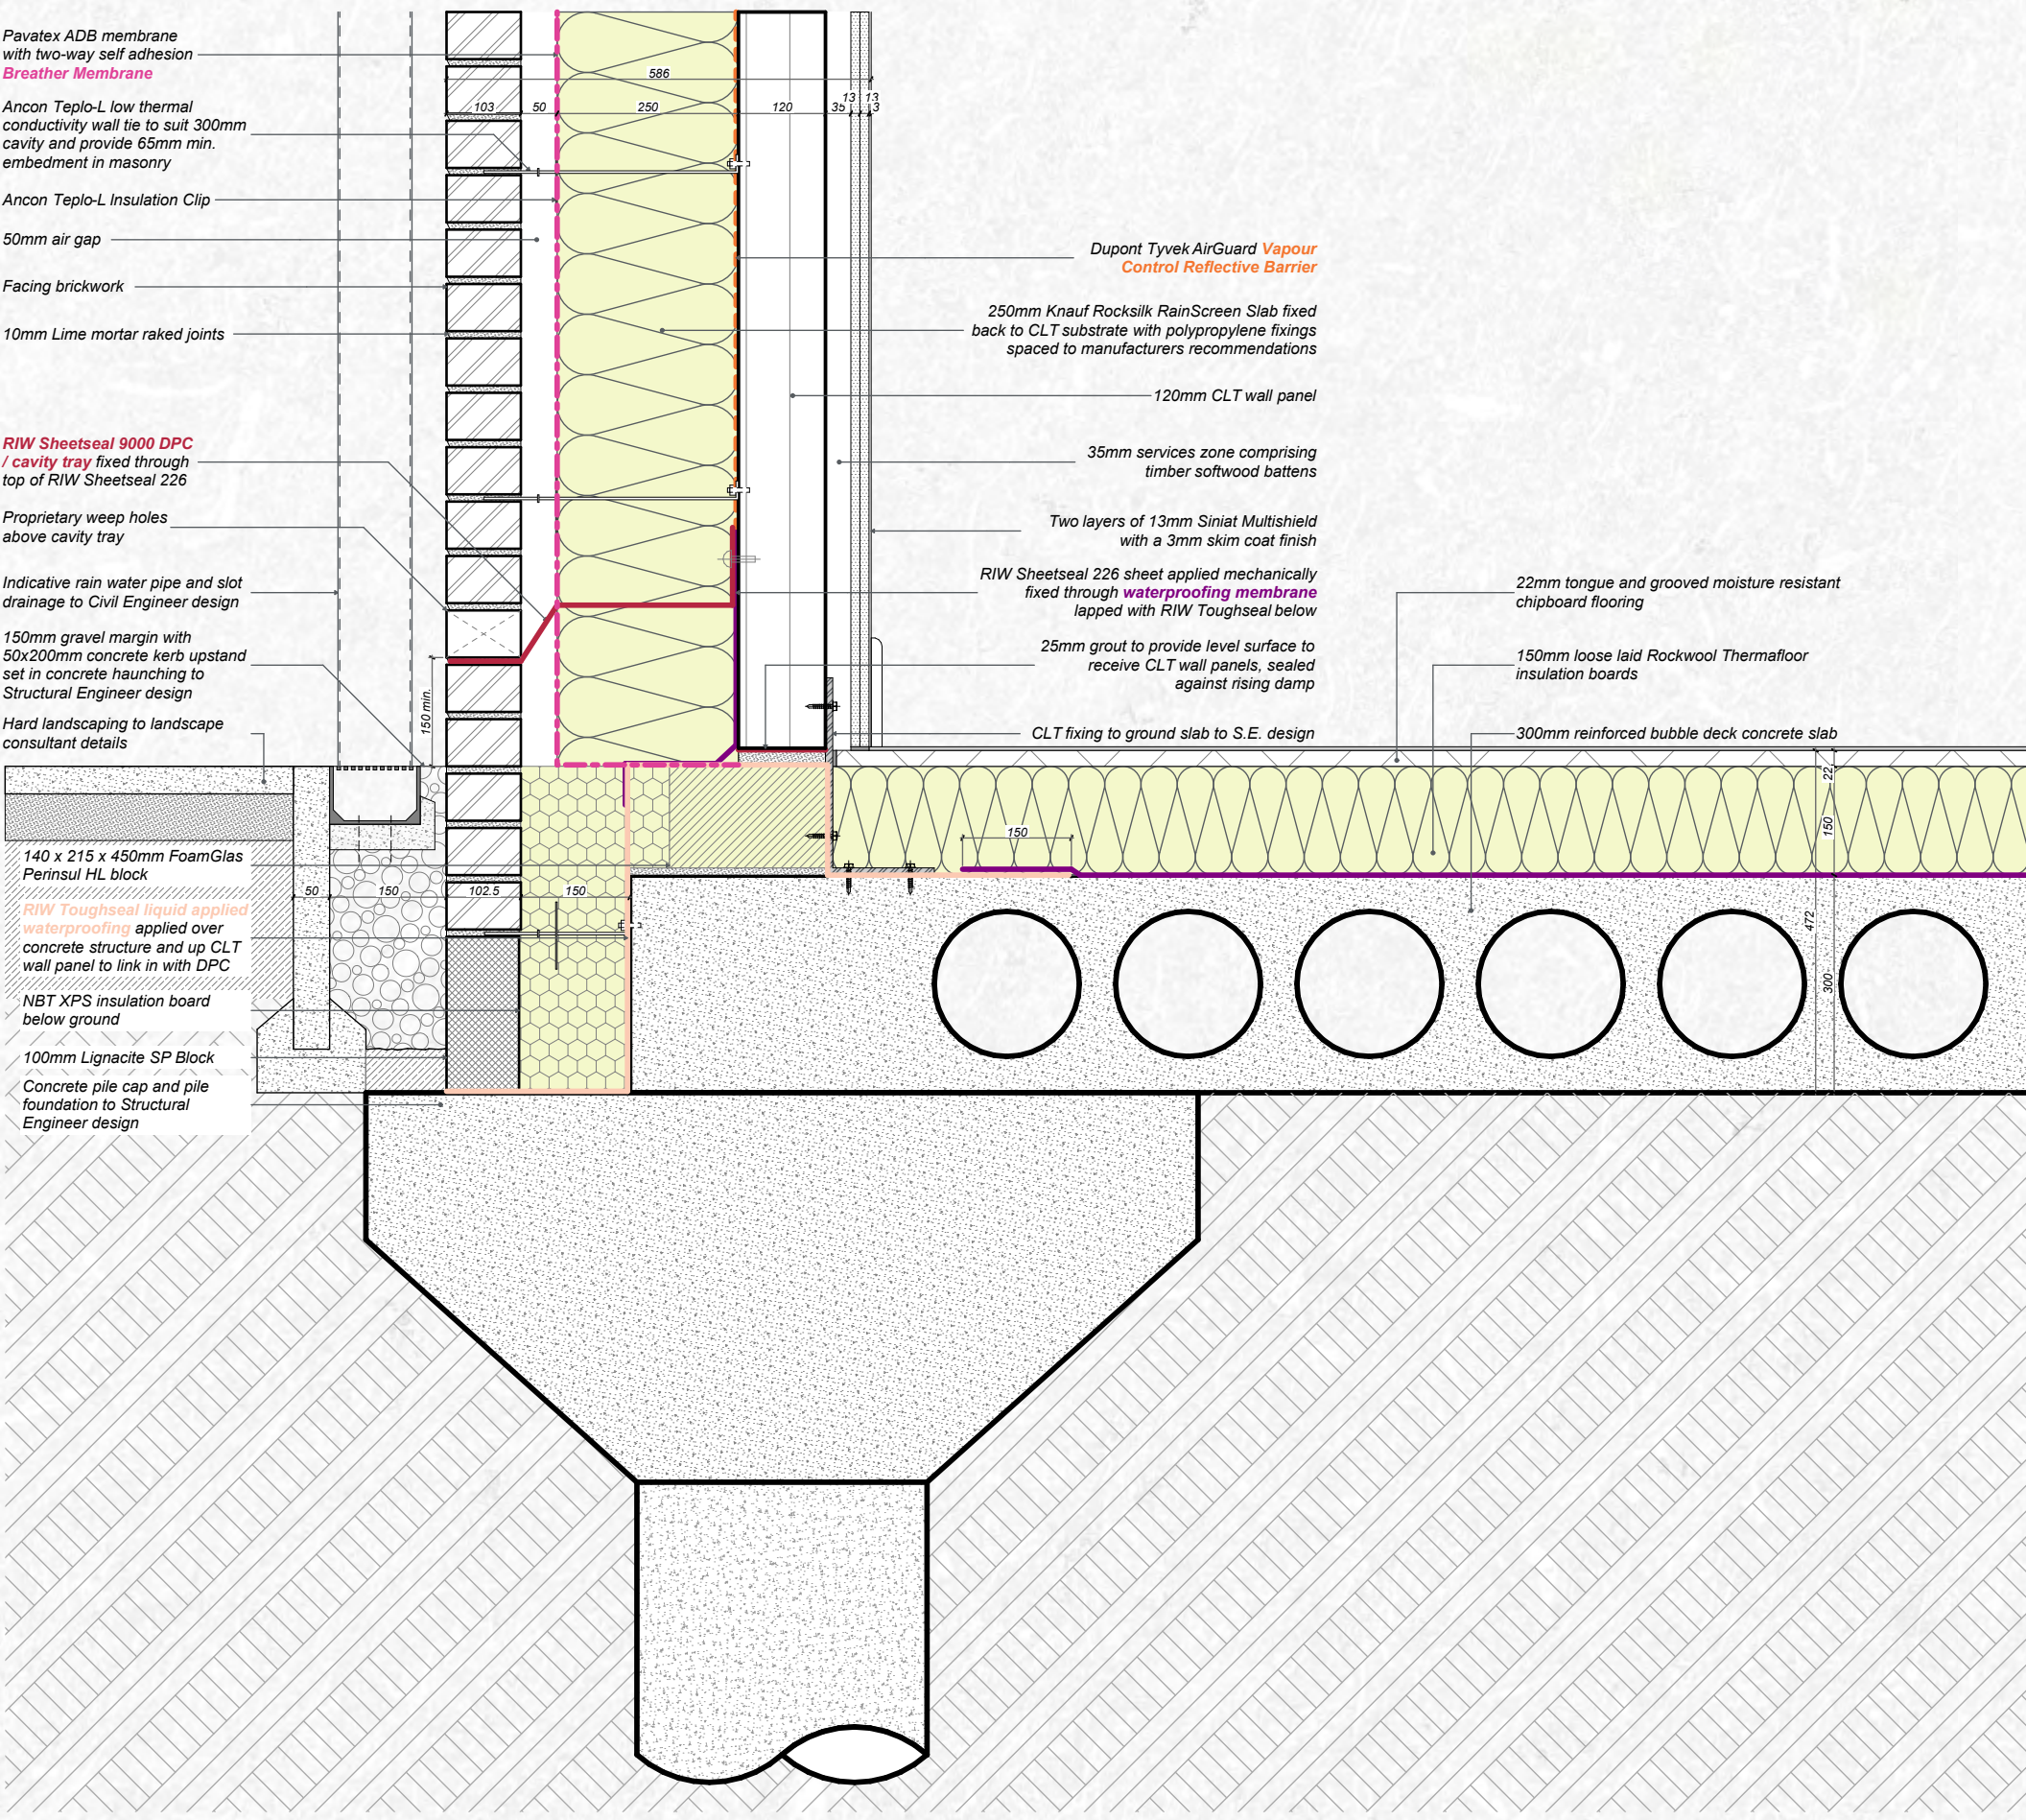 Pavatex ADB membrane
with two-way self adhesion
Breather Membrane
Ancon Teplo-L low thermal
conductivity wall tie to suit 300mm
cavity and provide 65mm min.
embedment in masonry
Ancon Teplo-L Insulation Clip
50mm air gap
Facing brickwork
10mm Lime mortar raked joints
RIW Sheetseal 9000 DPC
/ cavity tray fixed through
top of RIW Sheetseal 226
Proprietary weep holes
above cavity tray
Indicative rain water pipe and slot
drainage to Civil Engineer design
150mm gravel margin with
50x200mm concrete kerb upstand
set in concrete haunching to
Structural Engineer design
Hard landscaping to landscape
consultant details
140 x 215 x 450mm FoamGlas
Perinsul HL block
RIW Toughseal liquid applied
waterproofing applied over
concrete structure and up CLT
wall panel to link in with DPC
NBT XPS insulation board
below ground
100mm Lignacite SP Block
Concrete pile cap and pile
foundation to Structural
Engineer design
586
103 50 250 120 35 13 13 3
150 min.
50 150 102.5 150
Dupont Tyvek AirGuard Vapour
Control Reflective Barrier
250mm Knauf Rocksilk RainScreen Slab fixed
back to CLT substrate with polypropylene fixings
spaced to manufacturers recommendations
120mm CLT wall panel
35mm services zone comprising
timber softwood battens
Two layers of 13mm Siniat Multishield
with a 3mm skim coat finish
RIW Sheetseal 226 sheet applied mechanically
fixed through waterproofing membrane
lapped with RIW Toughseal below
25mm grout to provide level surface to
receive CLT wall panels, sealed
against rising damp
CLT fixing to ground slab to S.E. design
150
22mm tongue and grooved moisture resistant
chipboard flooring
150mm loose laid Rockwool Thermafloor
insulation boards
300mm reinforced bubble deck concrete slab
22
150
472
300